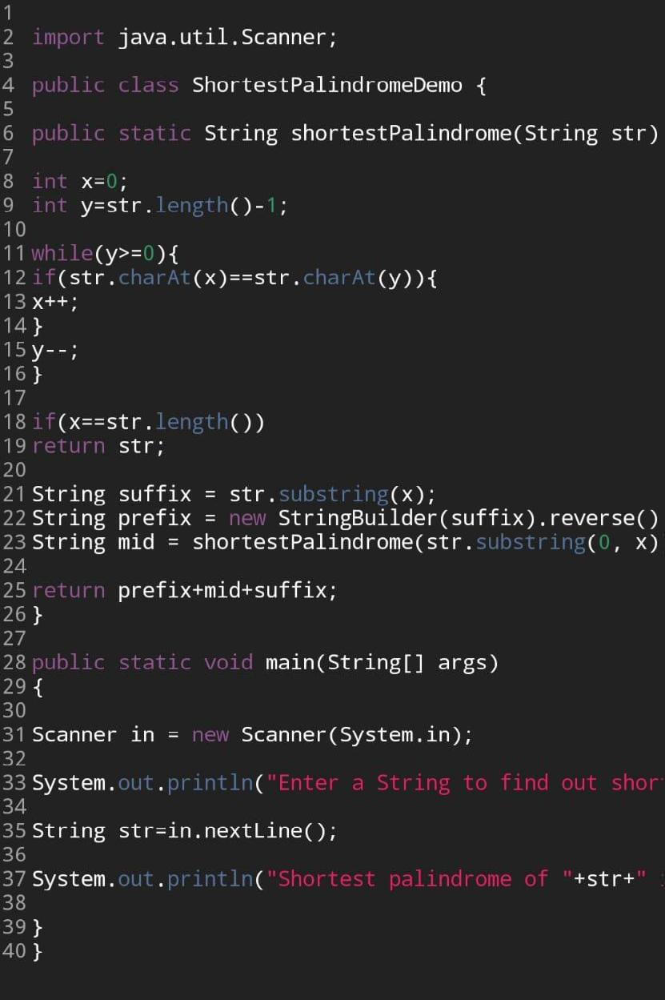 1
2 import java.util.Scanner;
3
4 public class ShortestPalindromeDemo {
5
6 public static String shortestPalindrome(String str)
7
8 int x=0;
9 int y=str.length()-1;
10
11 while(y>=0){
12 if(str.charAt(x)==str.charAt(y)){
13 x++;
14 }
15 y--;
16 }
17
18 if(x==str.length())
19 return str;
20
21 String suffix = str.substring(x);
22 String prefix = new StringBuilder(suffix).reverse()
23 String mid = shortestPalindrome(str.substring(0, x)
24
25 return prefix+mid+suffix;
26 }
27
28 public static void main(String[] args)
29 {
30
31 Scanner in = new Scanner(System.in);
32
33 System.out.println("Enter a String to find out shor
34
35 String str=in.nextLine();
36
37 System.out.println("Shortest palindrome of "+str+"
38
39 }
40 }